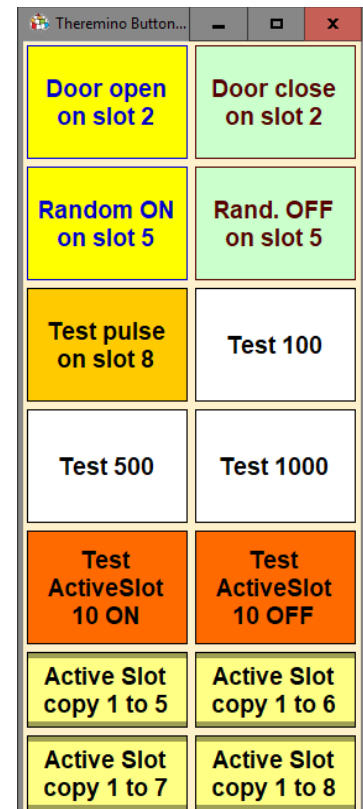 Theremino Button...
Door open
on slot 2
Door close
on slot 2
Random ON
on slot 5
Rand. OFF
on slot 5
Test pulse
on slot 8
Test 100
Test 500
Test 1000
Test
ActiveSlot
10 ON
Test
ActiveSlot
10 OFF
Active Slot
copy 1 to 5
Active Slot
copy 1 to 6
Active Slot
copy 1 to 7
Active Slot
copy 1 to 8